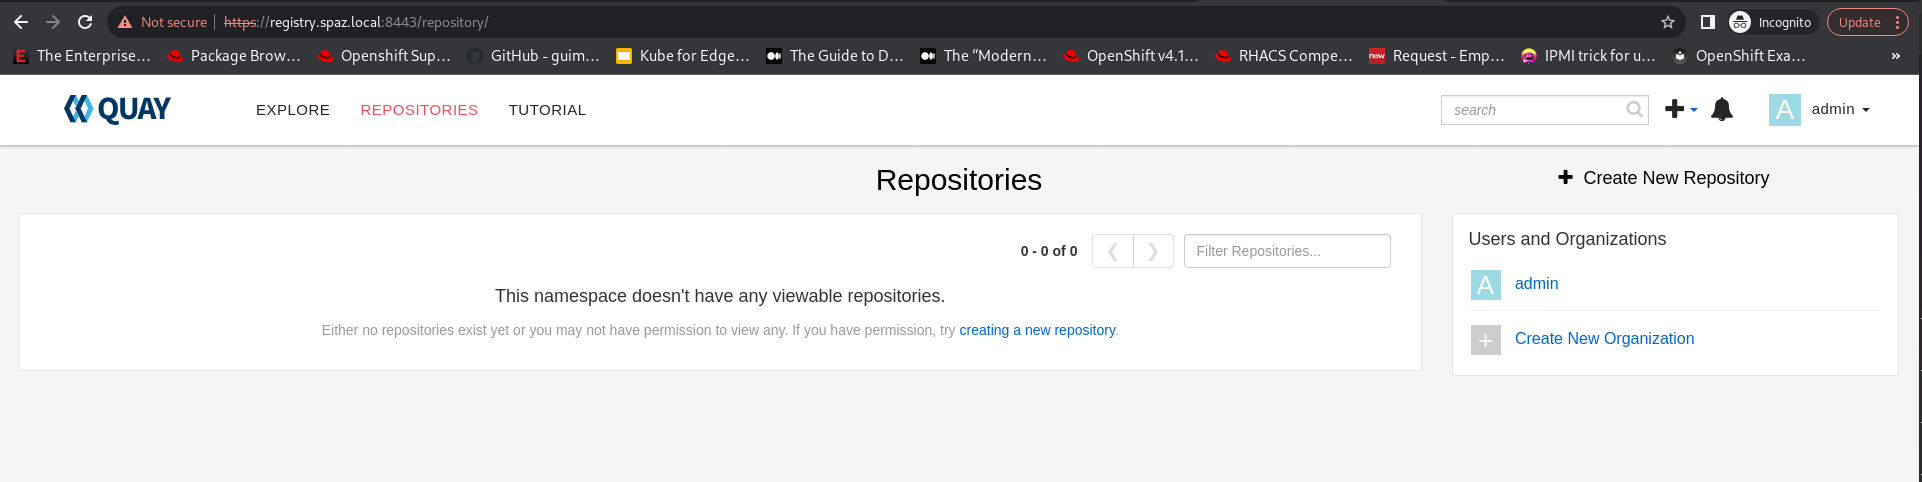 Not secure | https://registry.spaz.local:8443/repository/ Incognito Update
E The Enterprise… Package Brow… Openshift Sup… GitHub - guim… Kube for Edge… The Guide to D… The “Modern… OpenShift v4.1… RHACS Compe… now Request - Emp… IPMI trick for u… OpenShift Exa… »
QUAY EXPLORE REPOSITORIES TUTORIAL search A admin
Repositories
Create New Repository
0 - 0 of 0 Filter Repositories...
This namespace doesn't have any viewable repositories.
Either no repositories exist yet or you may not have permission to view any. If you have permission, try creating a new repository.
Users and Organizations
A admin
+ Create New Organization